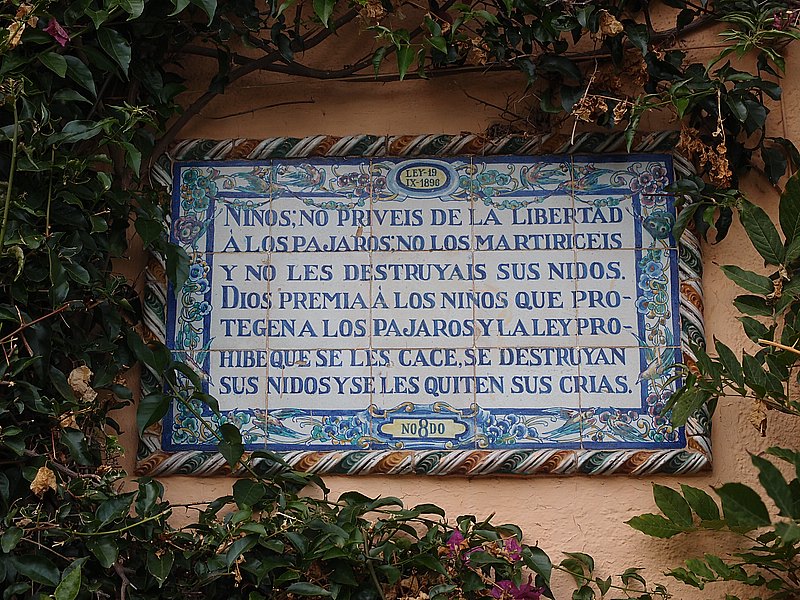 LEY-19
IX-1896
NINOS; NO PRIVEIS DE LA LIBERTAD
Á LOS PAJAROS; NO LOS MARTIRICEIS
Y NO LES DESTRUYAIS SUS NIDOS.
DIOS PREMIA Á LOS NINOS QUE PRO-
TEGEN A LOS PAJAROS Y LA LEY PRO-
HIBE QUE SE LES CACE, SE DESTRUYAN
SUS NIDOS Y SE LES QUITEN SUS CRIAS.
NO8DO